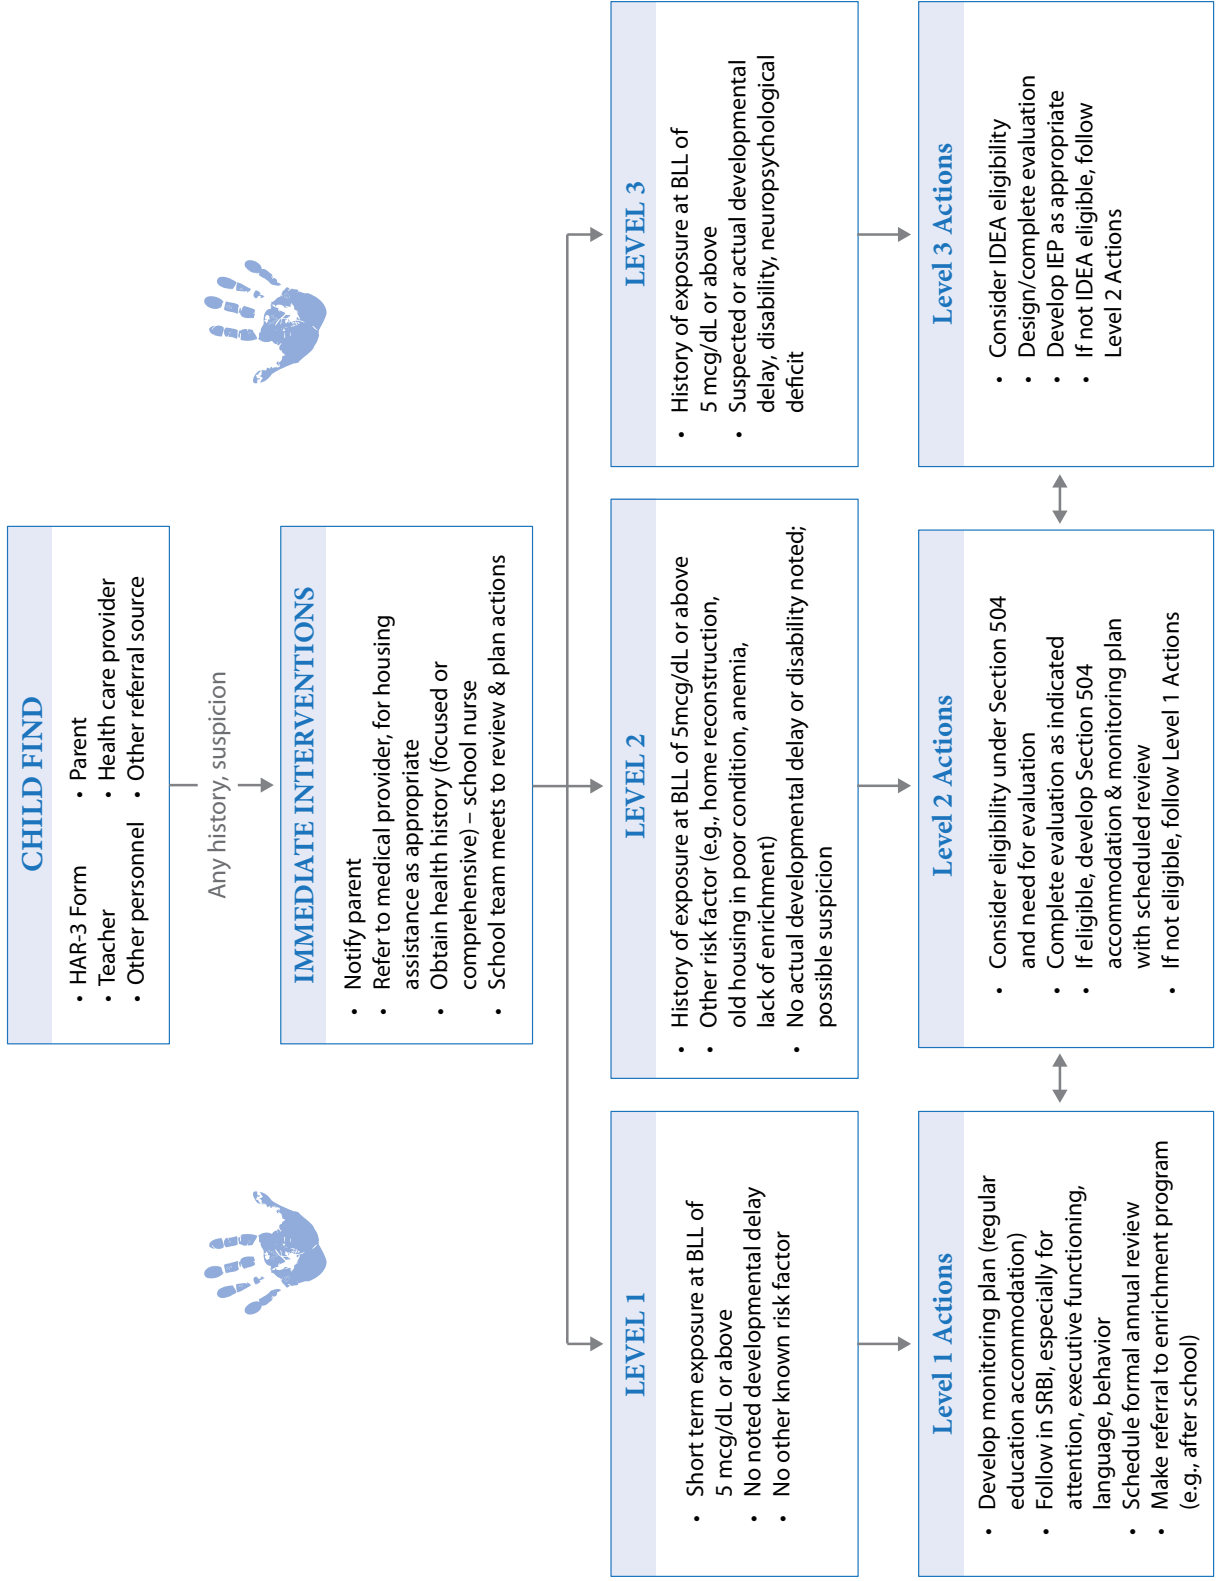 CHILD FIND
• HAR-3 Form
• Teacher
• Other personnel
• Parent
• Health care provider
• Other referral source
Any history, suspicion
IMMEDIATE INTERVENTIONS
• Notify parent
• Refer to medical provider, for housing
assistance as appropriate
• Obtain health history (focused or
comprehensive) – school nurse
• School team meets to review & plan actions
LEVEL 1
• Short term exposure at BLL of
5 mcg/dL or above
• No noted developmental delay
• No other known risk factor
LEVEL 2
• History of exposure at BLL of 5mcg/dL or above
• Other risk factor (e.g., home reconstruction,
old housing in poor condition, anemia,
lack of enrichment)
• No actual developmental delay or disability noted;
possible suspicion
LEVEL 3
• History of exposure at BLL of
5 mcg/dL or above
• Suspected or actual developmental
delay, disability, neuropsychological
deficit
Level 1 Actions
• Develop monitoring plan (regular
education accommodation)
• Follow in SRBI, especially for
attention, executive functioning,
language, behavior
• Schedule formal annual review
• Make referral to enrichment program
(e.g., after school)
Level 2 Actions
• Consider eligibility under Section 504
and need for evaluation
• Complete evaluation as indicated
• If eligible, develop Section 504
accommodation & monitoring plan
with scheduled review
• If not eligible, follow Level 1 Actions
Level 3 Actions
• Consider IDEA eligibility
• Design/complete evaluation
• Develop IEP as appropriate
• If not IDEA eligible, follow
Level 2 Actions